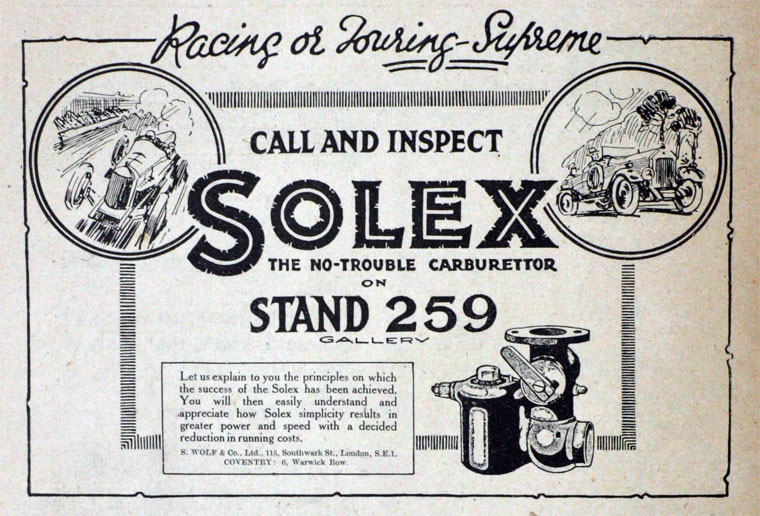 Racing or Touring-Supreme
CALL AND INSPECT
SOLEX
THE NO-TROUBLE CARBURETTOR
ON
STAND 259
GALLERY
Let us explain to you the principles on which
the success of the Solex has been achieved.
You will then easily understand and
appreciate how Solex simplicity results in
greater power and speed with a decided
reduction in running costs.
S. WOLF & Co., Ltd., 115, Southwark St., London, S.E.1.
COVENTRY: 6, Warwick Row.